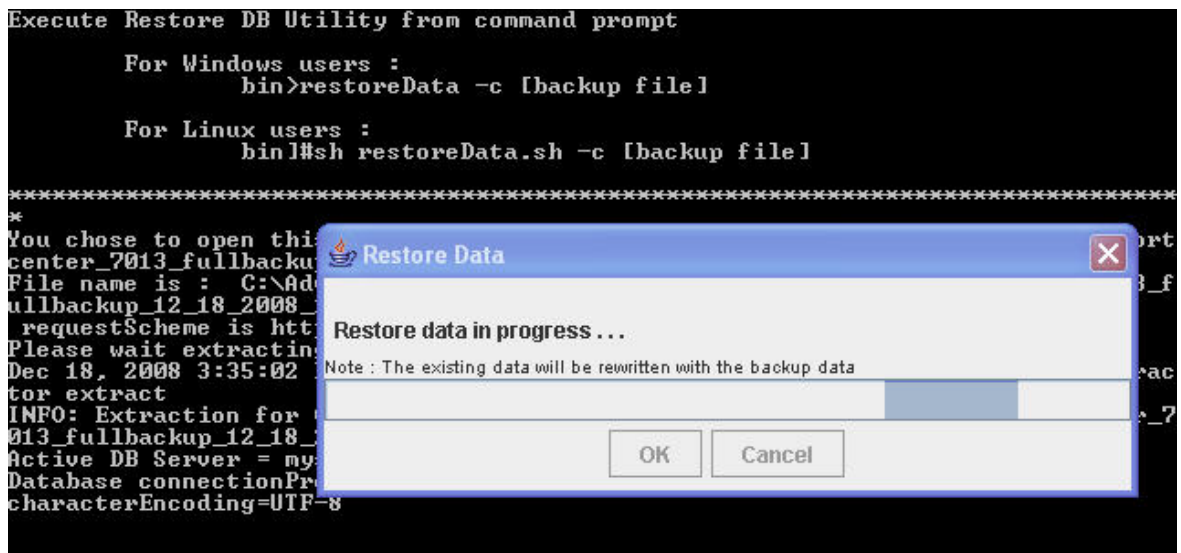 Execute Restore DB Utility from command prompt
For Windows users :
bin>restoreData -c [backup file]
For Linux users :
bin]#sh restoreData.sh -c [backup file]
*************************************************************************************************
*
You chose to open thi ort
center_7013_fullbacku
File name is : C:\Ad 3_f
ullbackup_12_18_2008_
requestScheme is htt
Please wait extractin
Dec 18, 2008 3:35:02 rac
tor extract
INFO: Extraction for _7
013_fullbackup_12_18_
Active DB Server = my
Database connectionPr
characterEncoding=UTF-8
Restore Data
Restore data in progress . . .
Note : The existing data will be rewritten with the backup data
OK Cancel